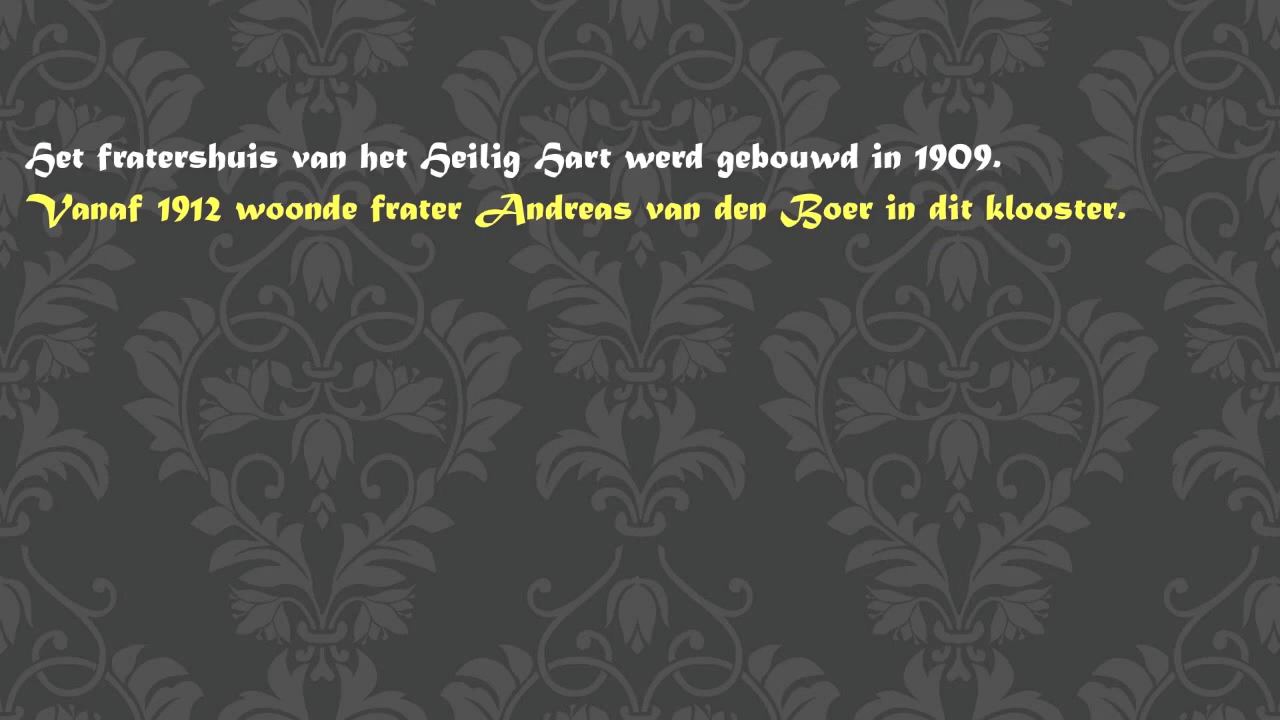 Het fratershuis van het Heilig Hart werd gebouwd in 1909.
Vanaf 1912 woonde frater Andreas van den Boer in dit klooster.